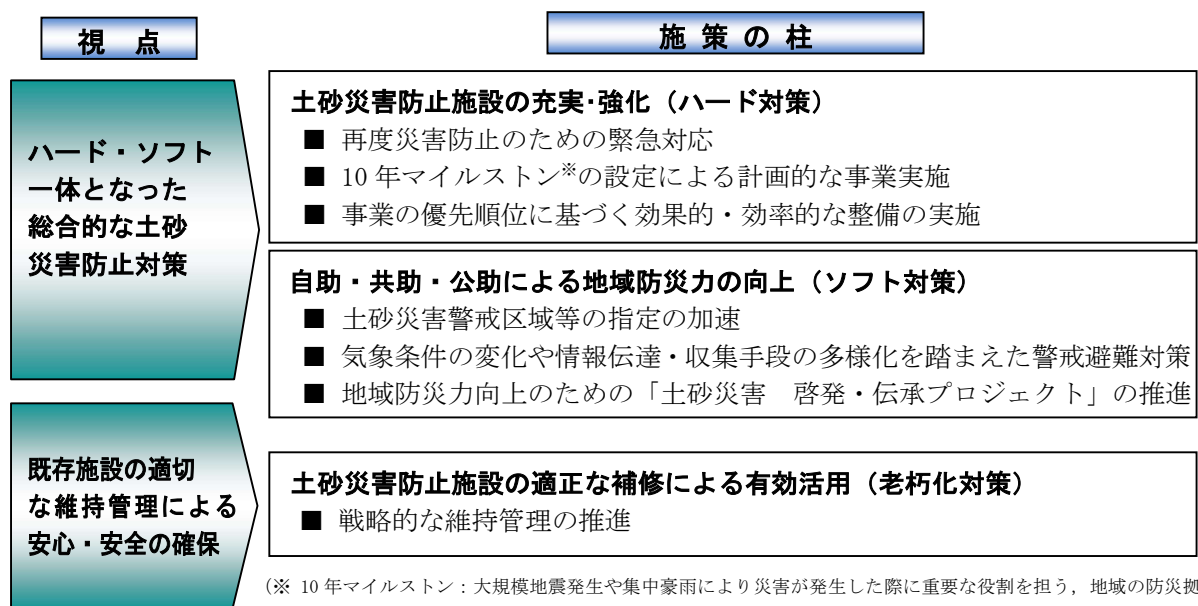 視 点
施 策 の 柱
ハード・ソフト
一体となった
総合的な土砂
災害防止対策
土砂災害防止施設の充実・強化（ハード対策）
■ 再度災害防止のための緊急対応
■ 10 年マイルストン※の設定による計画的な事業実施
■ 事業の優先順位に基づく効果的・効率的な整備の実施
自助・共助・公助による地域防災力の向上（ソフト対策）
■ 土砂災害警戒区域等の指定の加速
■ 気象条件の変化や情報伝達・収集手段の多様化を踏まえた警戒避難対策
■ 地域防災力向上のための「土砂災害　啓発・伝承プロジェクト」の推進
既存施設の適切
な維持管理による
安心・安全の確保
土砂災害防止施設の適正な補修による有効活用（老朽化対策）
■ 戦略的な維持管理の推進
(※ 10 年マイルストン：大規模地震発生や集中豪雨により災害が発生した際に重要な役割を担う，地域の防災拠